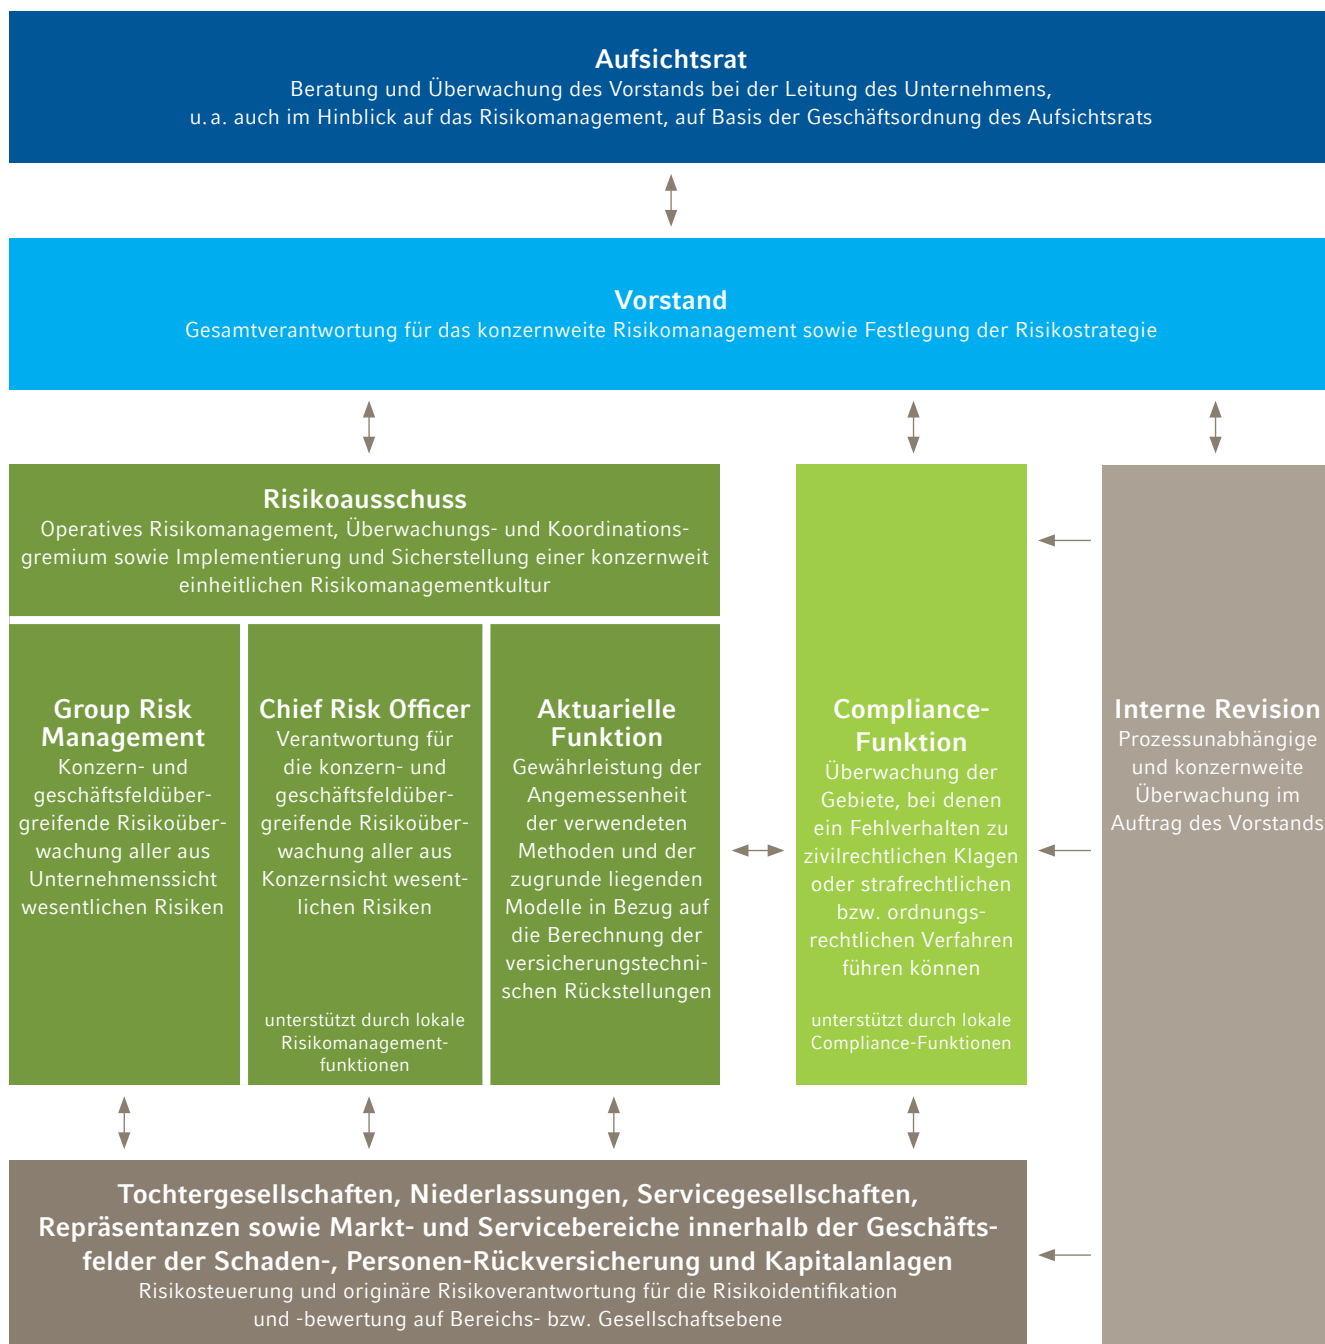 Aufsichtsrat
Beratung und Überwachung des Vorstands bei der Leitung des Unternehmens,
u. a. auch im Hinblick auf das Risikomanagement, auf Basis der Geschäftsordnung des Aufsichtsrats
Vorstand
Gesamtverantwortung für das konzernweite Risikomanagement sowie Festlegung der Risikostrategie
Risikoausschuss
Operatives Risikomanagement, Überwachungs- und Koordinations-
gremium sowie Implementierung und Sicherstellung einer konzernweit
einheitlichen Risikomanagementkultur
Group Risk
Management
Konzern- und
geschäftsfeldüber-
greifende Risikoüber-
wachung aller aus
Unternehmenssicht
wesentlichen Risiken
Chief Risk Officer
Verantwortung für
die konzern- und
geschäftsfeldüber-
greifende Risikoüber-
wachung aller aus
Konzernsicht wesent-
lichen Risiken
unterstützt durch lokale
Risikomanagement-
funktionen
Aktuarielle
Funktion
Gewährleistung der
Angemessenheit
der verwendeten
Methoden und der
zugrunde liegenden
Modelle in Bezug auf
die Berechnung der
versicherungstechni-
schen Rückstellungen
Compliance-
Funktion
Überwachung der
Gebiete, bei denen
ein Fehlverhalten zu
zivilrechtlichen Klagen
oder strafrechtlichen
bzw. ordnungs-
rechtlichen Verfahren
führen können
unterstützt durch lokale
Compliance-Funktionen
Interne Revision
Prozessunabhängige
und konzernweite
Überwachung im
Auftrag des Vorstands
Tochtergesellschaften, Niederlassungen, Servicegesellschaften,
Repräsentanzen sowie Markt- und Servicebereiche innerhalb der Geschäfts-
felder der Schaden-, Personen-Rückversicherung und Kapitalanlagen
Risikosteuerung und originäre Risikoverantwortung für die Risikoidentifikation
und -bewertung auf Bereichs- bzw. Gesellschaftsebene